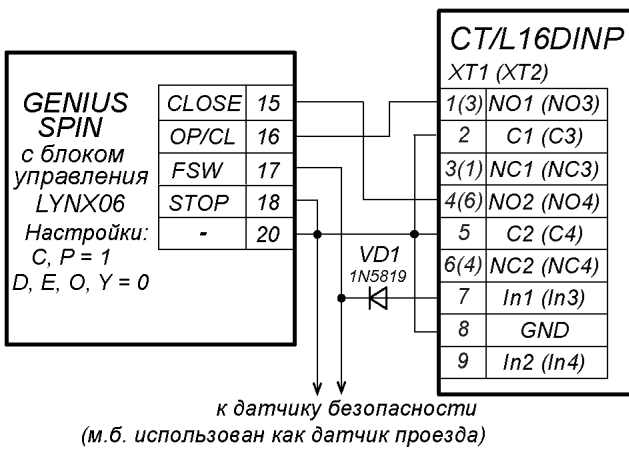 GENIUS
SPIN
с блоком
управления
LYNX06
Настройки:
C, P = 1
D, E, O, Y = 0
CLOSE 15
OP/CL 16
FSW 17
STOP 18
- 20
VD1
1N5819
CT/L16DINP
XT1 (XT2)
1(3) NO1 (NO3)
2 C1 (C3)
3(1) NC1 (NC3)
4(6) NO2 (NO4)
5 C2 (C4)
6(4) NC2 (NC4)
7 In1 (In3)
8 GND
9 In2 (In4)
к датчику безопасности
(м.б. использован как датчик проезда)